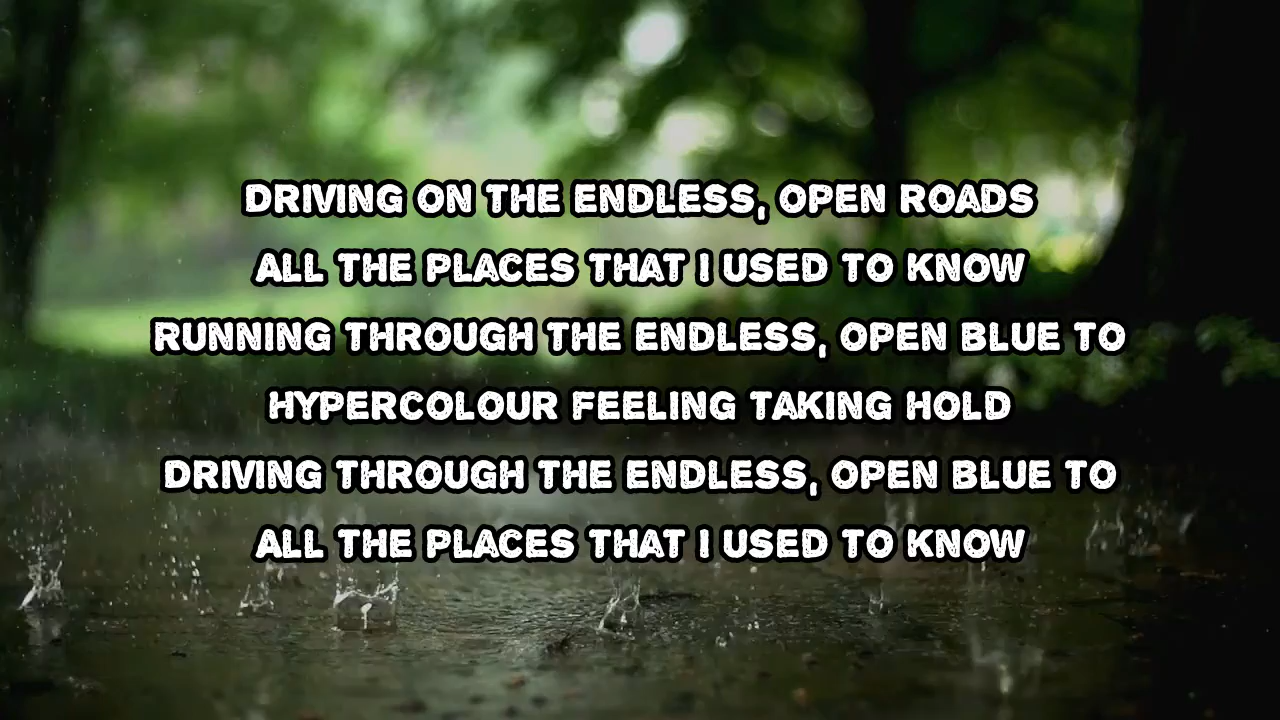 DRIVING ON THE ENDLESS, OPEN ROADS
ALL THE PLACES THAT I USED TO KNOW
RUNNING THROUGH THE ENDLESS, OPEN BLUE TO
HYPERCOLOUR FEELING TAKING HOLD
DRIVING THROUGH THE ENDLESS, OPEN BLUE TO
ALL THE PLACES THAT I USED TO KNOW